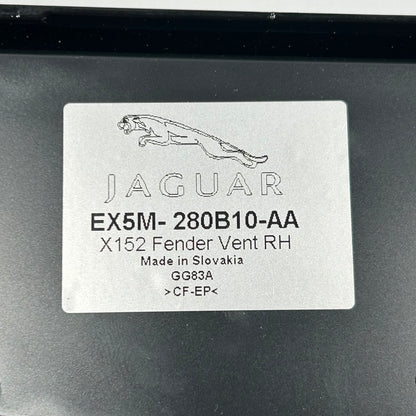 JAGUAR
EX5M- 280B10-AA
X152 Fender Vent RH
Made in Slovakia
GG83A
>CF-EP<